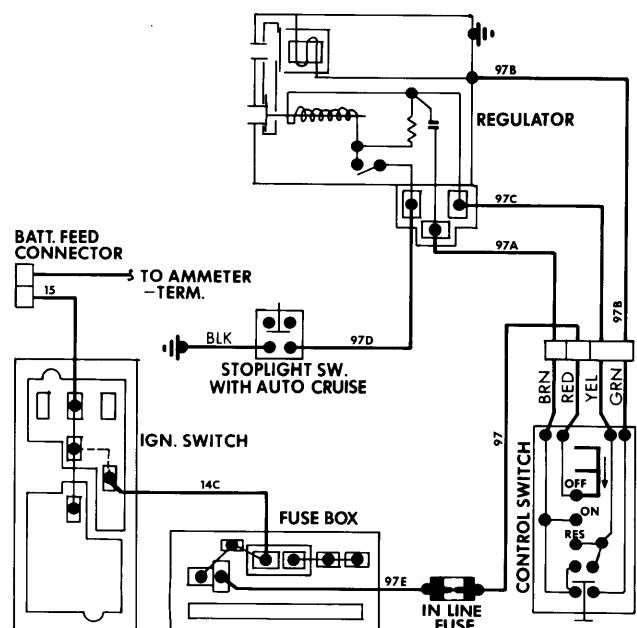 97B
REGULATOR
97C
BATT. FEED
CONNECTOR
97A
TO AMMETER
-TERM.
15
97B
BLK
97D
STOPLIGHT SW.
WITH AUTO CRUISE
BRN
RED
YEL
GRN
IGN. SWITCH
97
14C
OFF
ON
RES
CONTROL SWITCH
FUSE BOX
97E
IN LINE
FUSE